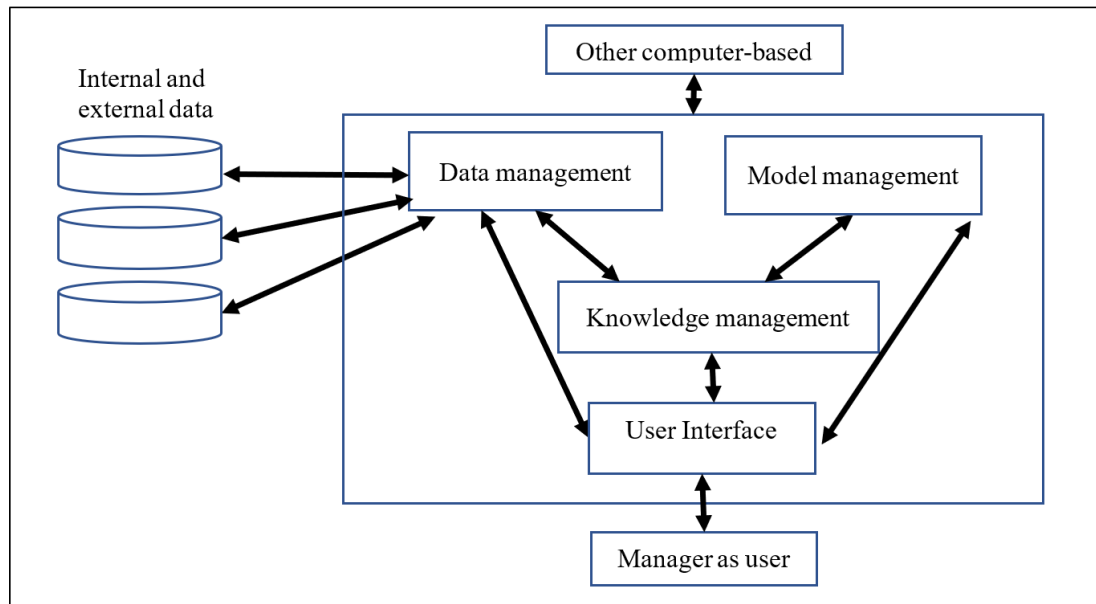 Other computer-based
Internal and
external data
Data management
Model management
Knowledge management
User Interface
Manager as user